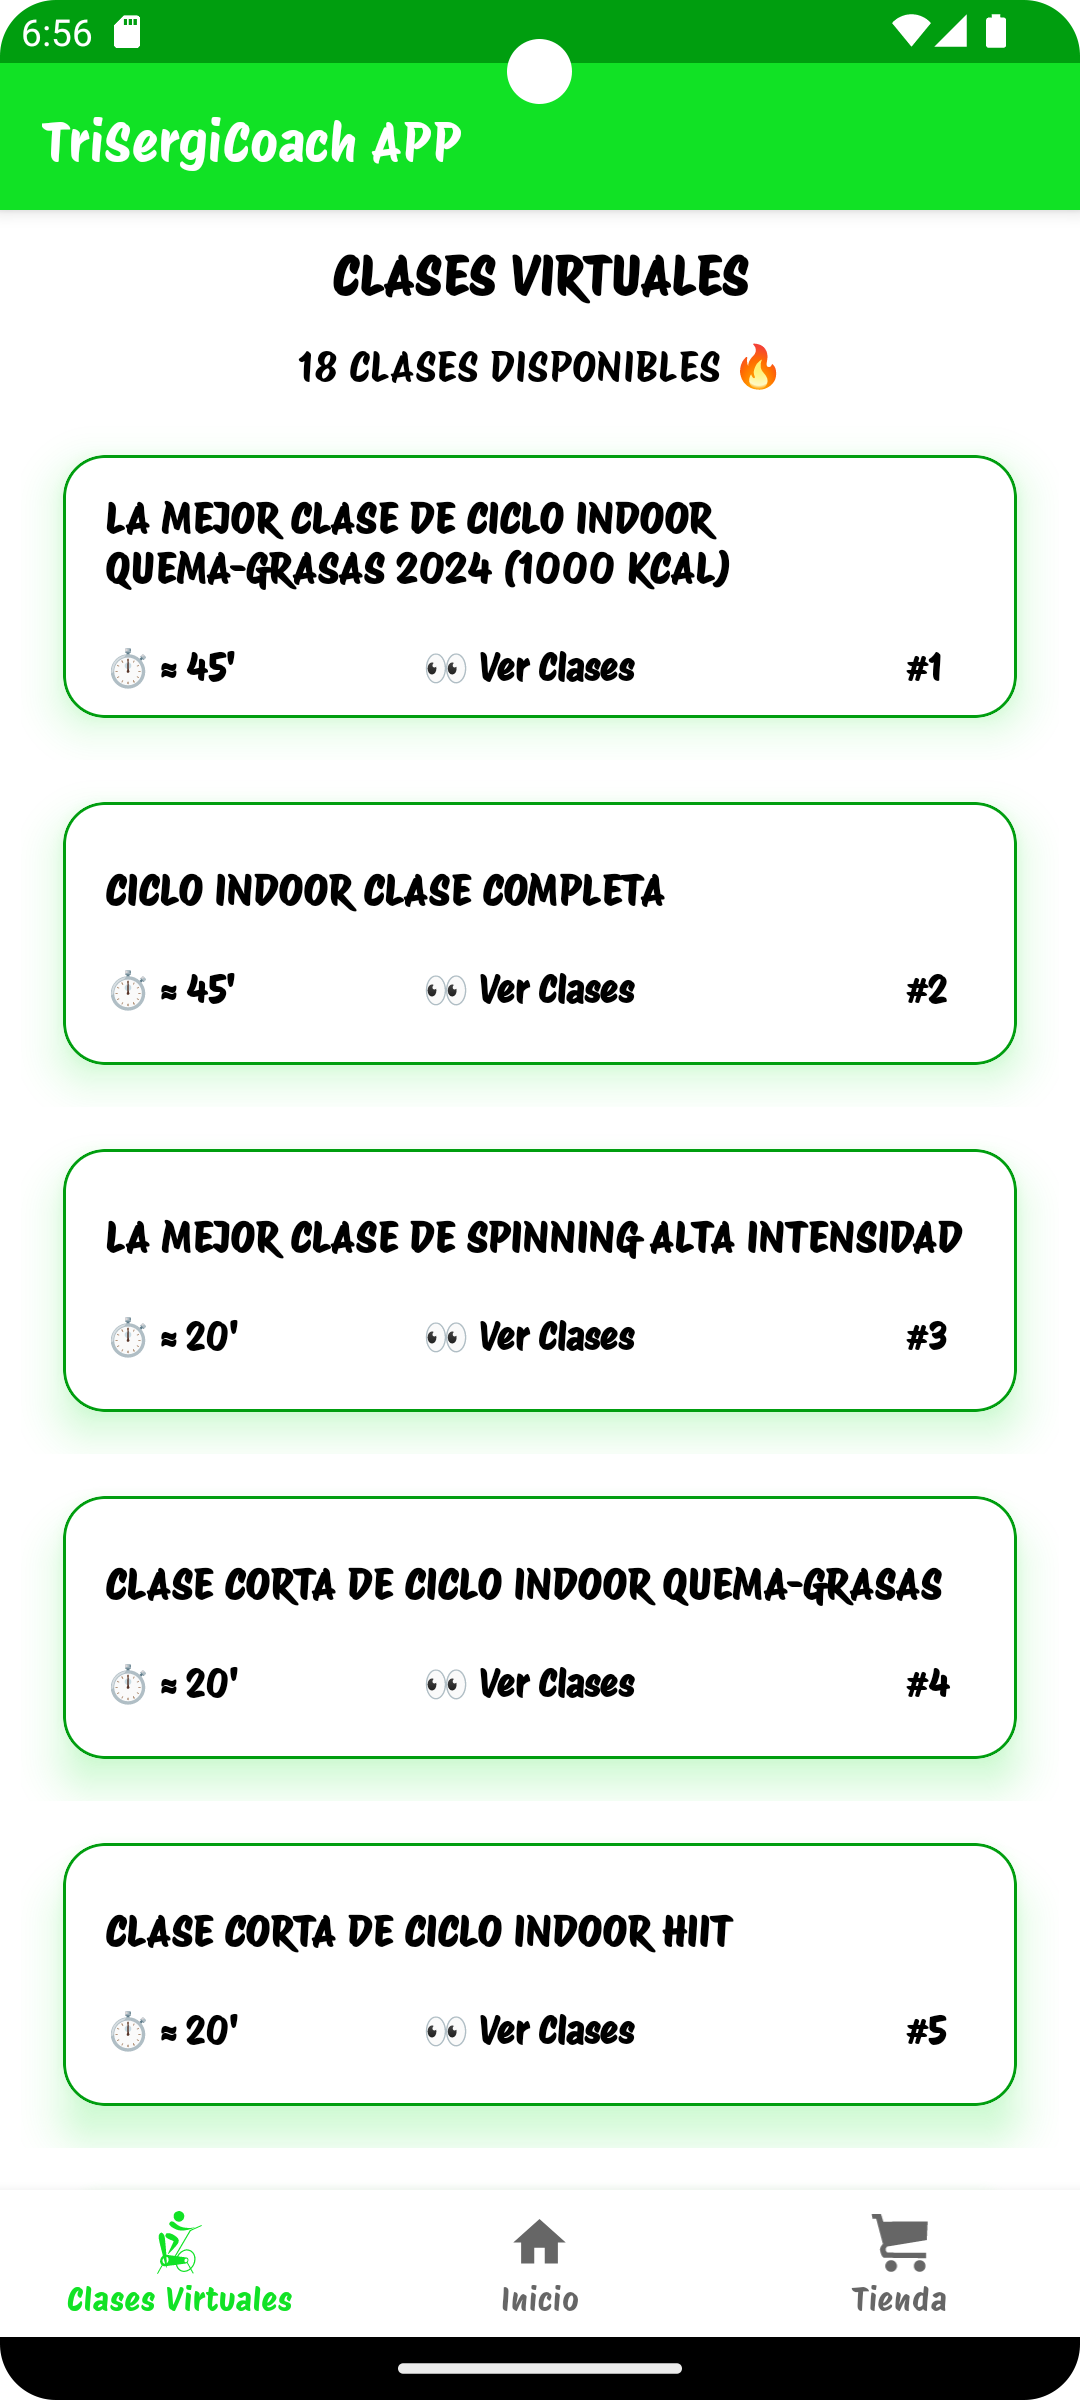 6:56
TriSergiCoach APP
CLASES VIRTUALES
18 CLASES DISPONIBLES 🔥
LA MEJOR CLASE DE CICLO INDOOR
QUEMA-GRASAS 2024 (1000 KCAL)
⏱️ ≈ 45' 👀 Ver Clases #1
CICLO INDOOR CLASE COMPLETA
⏱️ ≈ 45' 👀 Ver Clases #2
LA MEJOR CLASE DE SPINNING ALTA INTENSIDAD
⏱️ ≈ 20' 👀 Ver Clases #3
CLASE CORTA DE CICLO INDOOR QUEMA-GRASAS
⏱️ ≈ 20' 👀 Ver Clases #4
CLASE CORTA DE CICLO INDOOR HIIT
⏱️ ≈ 20' 👀 Ver Clases #5
Clases Virtuales Inicio Tienda